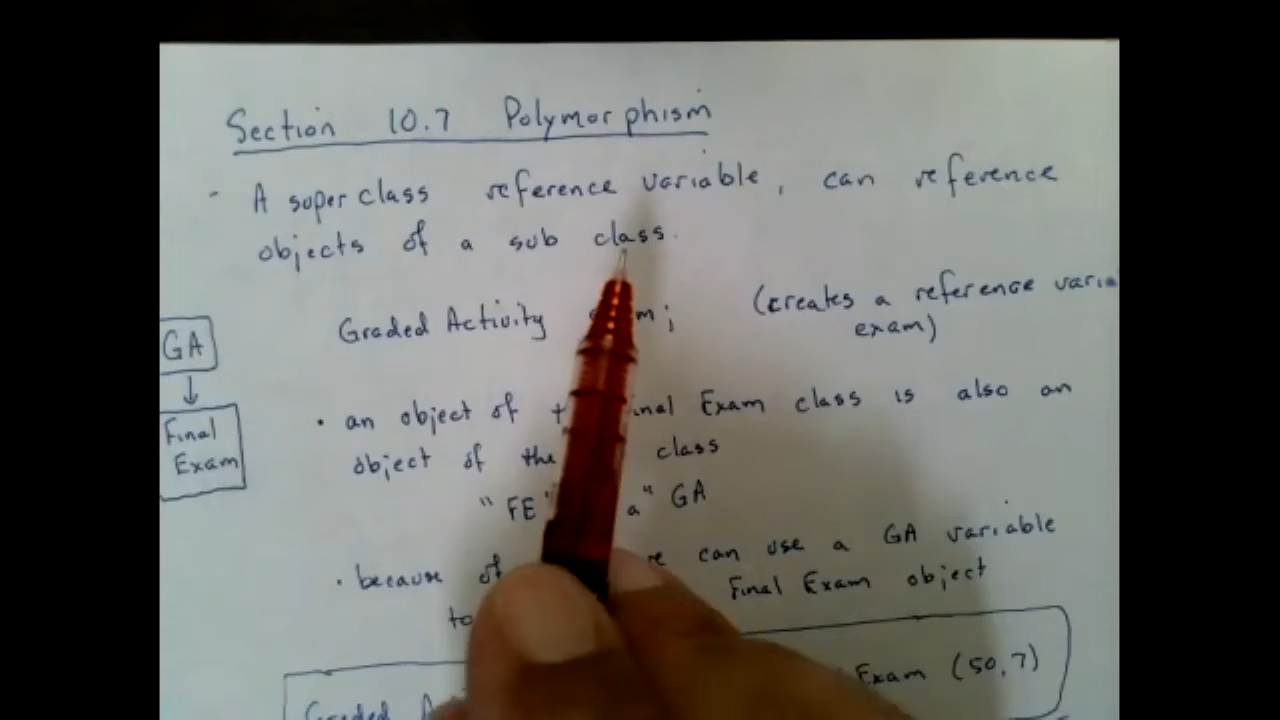 Section 10.7 Polymorphism
- A superclass reference variable, can reference
objects of a sub class.
Graded Activity ;
(creates a reference
exam)
GA
Final
Exam
• an object of Exam class is also an
object of the class
"FE" a" GA
• because of can use a GA variable
to Final Exam object
Graded Exam (50,7)